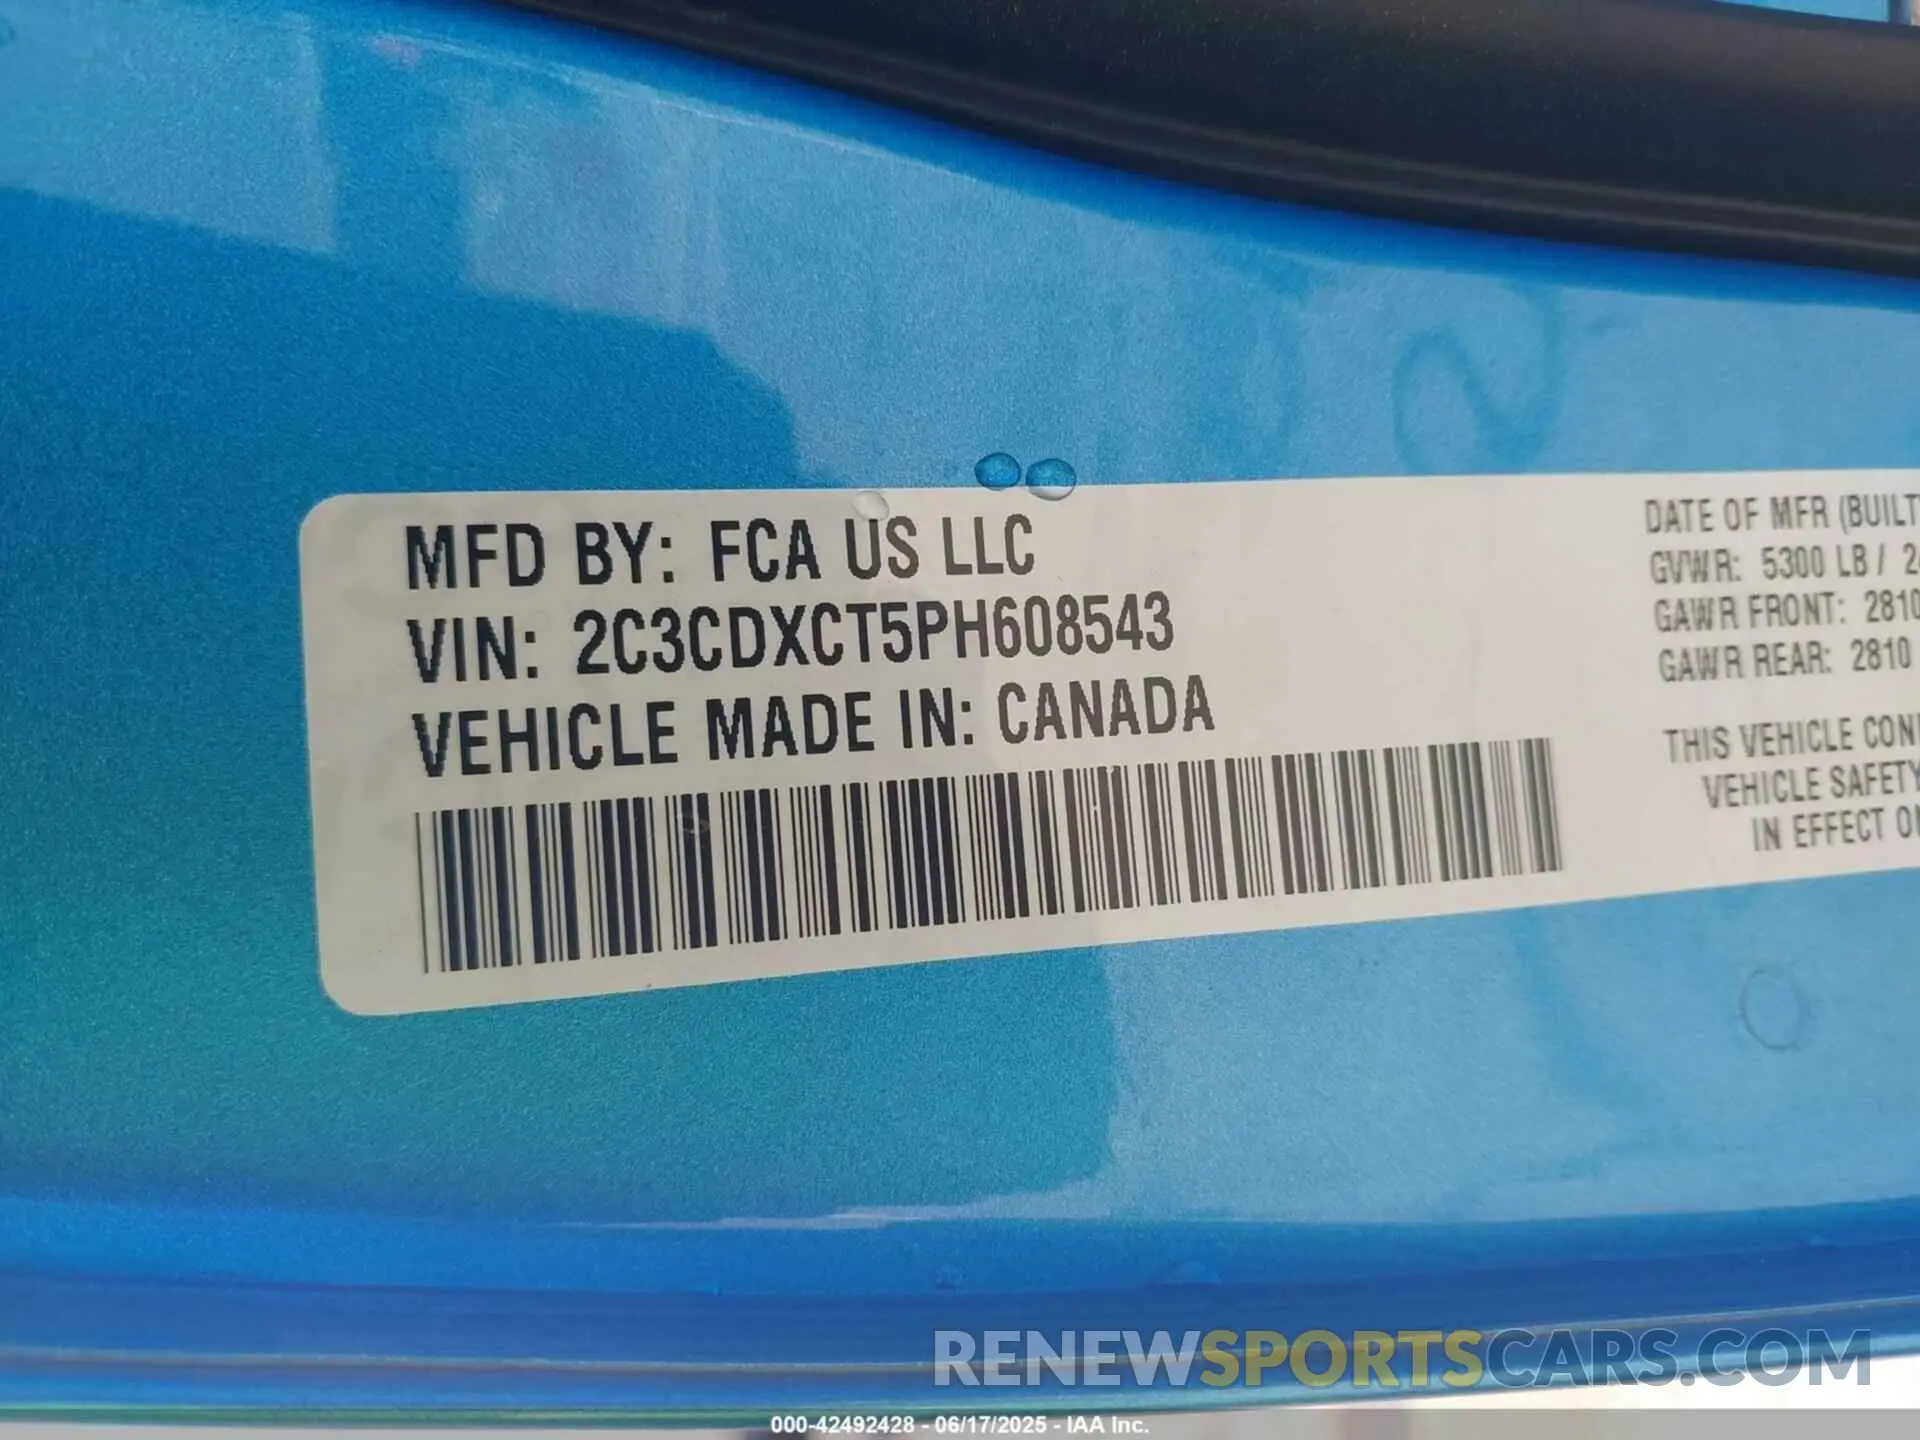 MFD BY: FCA US LLC
VIN: 2C3CDXCT5PH608543
VEHICLE MADE IN: CANADA
DATE OF MFR (BUILT
GVWR: 5300 LB /
GAWR FRONT: 2810
GAWR REAR: 2810
THIS VEHICLE
VEHICLE SAFETY
IN EFFECT
RENEWSPORTSCARS.COM
000-42492428 - 06/17/2025 - IAA Inc.